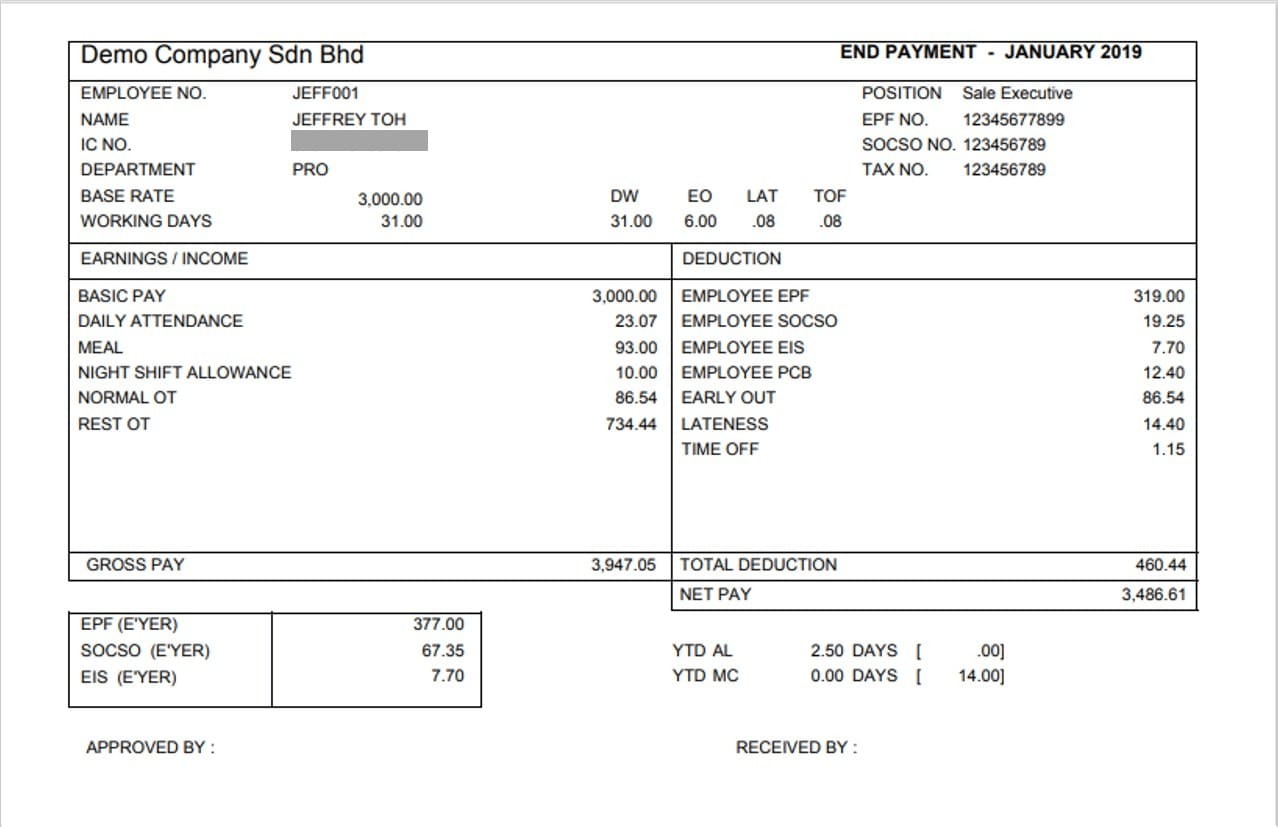 Demo Company Sdn Bhd END PAYMENT - JANUARY 2019
EMPLOYEE NO. JEFF001 POSITION Sale Executive
NAME JEFFREY TOH EPF NO. 12345677899
IC NO. SOCSO NO. 123456789
DEPARTMENT PRO TAX NO. 123456789
BASE RATE 3,000.00 DW EO LAT TOF
WORKING DAYS 31.00 31.00 6.00 .08 .08
EARNINGS / INCOME DEDUCTION
BASIC PAY 3,000.00 EMPLOYEE EPF 319.00
DAILY ATTENDANCE 23.07 EMPLOYEE SOCSO 19.25
MEAL 93.00 EMPLOYEE EIS 7.70
NIGHT SHIFT ALLOWANCE 10.00 EMPLOYEE PCB 12.40
NORMAL OT 86.54 EARLY OUT 86.54
REST OT 734.44 LATENESS 14.40
TIME OFF 1.15
GROSS PAY 3,947.05 TOTAL DEDUCTION 460.44
NET PAY 3,486.61
EPF (E'YER) 377.00
SOCSO (E'YER) 67.35 YTD AL 2.50 DAYS [ .00]
EIS (E'YER) 7.70 YTD MC 0.00 DAYS [ 14.00]
APPROVED BY : RECEIVED BY :